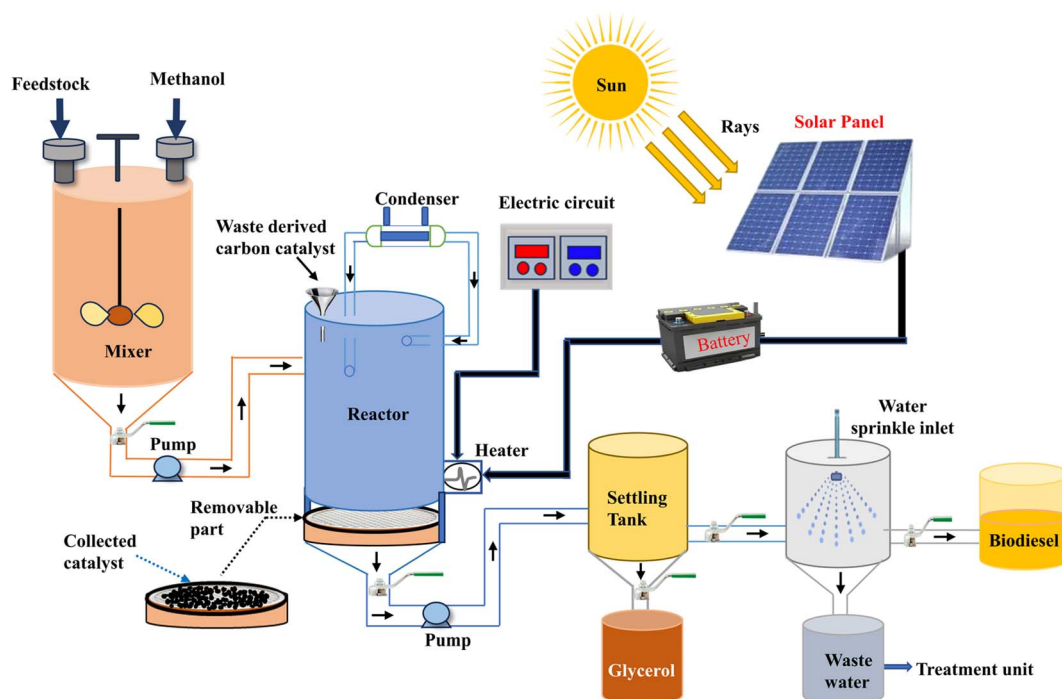 Feedstock
Methanol
Sun
Rays
Solar Panel
Condenser
Electric circuit
Waste derived
carbon catalyst
Battery
Mixer
Reactor
Pump
Heater
Water
sprinkle inlet
Settling
Tank
Removable
part
Biodiesel
Collected
catalyst
Pump
Glycerol
Waste
water
Treatment unit